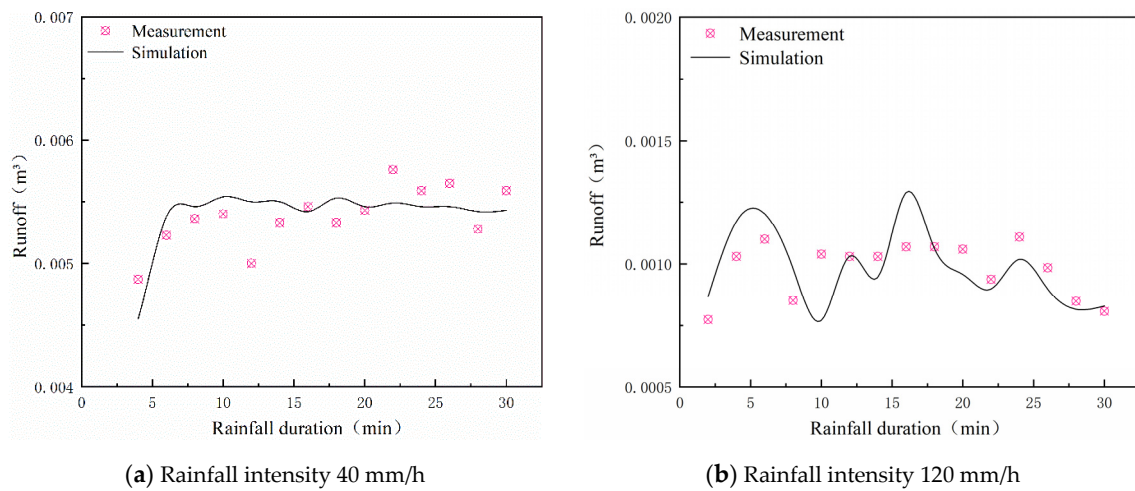 0.007
Measurement
Simulation
0.006
Runoff（m³）
0.005
0.004
0
5
10
15
20
25
30
Rainfall duration（min）
(a) Rainfall intensity 40 mm/h
0.0020
Measurement
Simulation
0.0015
Runoff（m³）
0.0010
0.0005
0
5
10
15
20
25
30
Rainfall duration（min）
(b) Rainfall intensity 120 mm/h